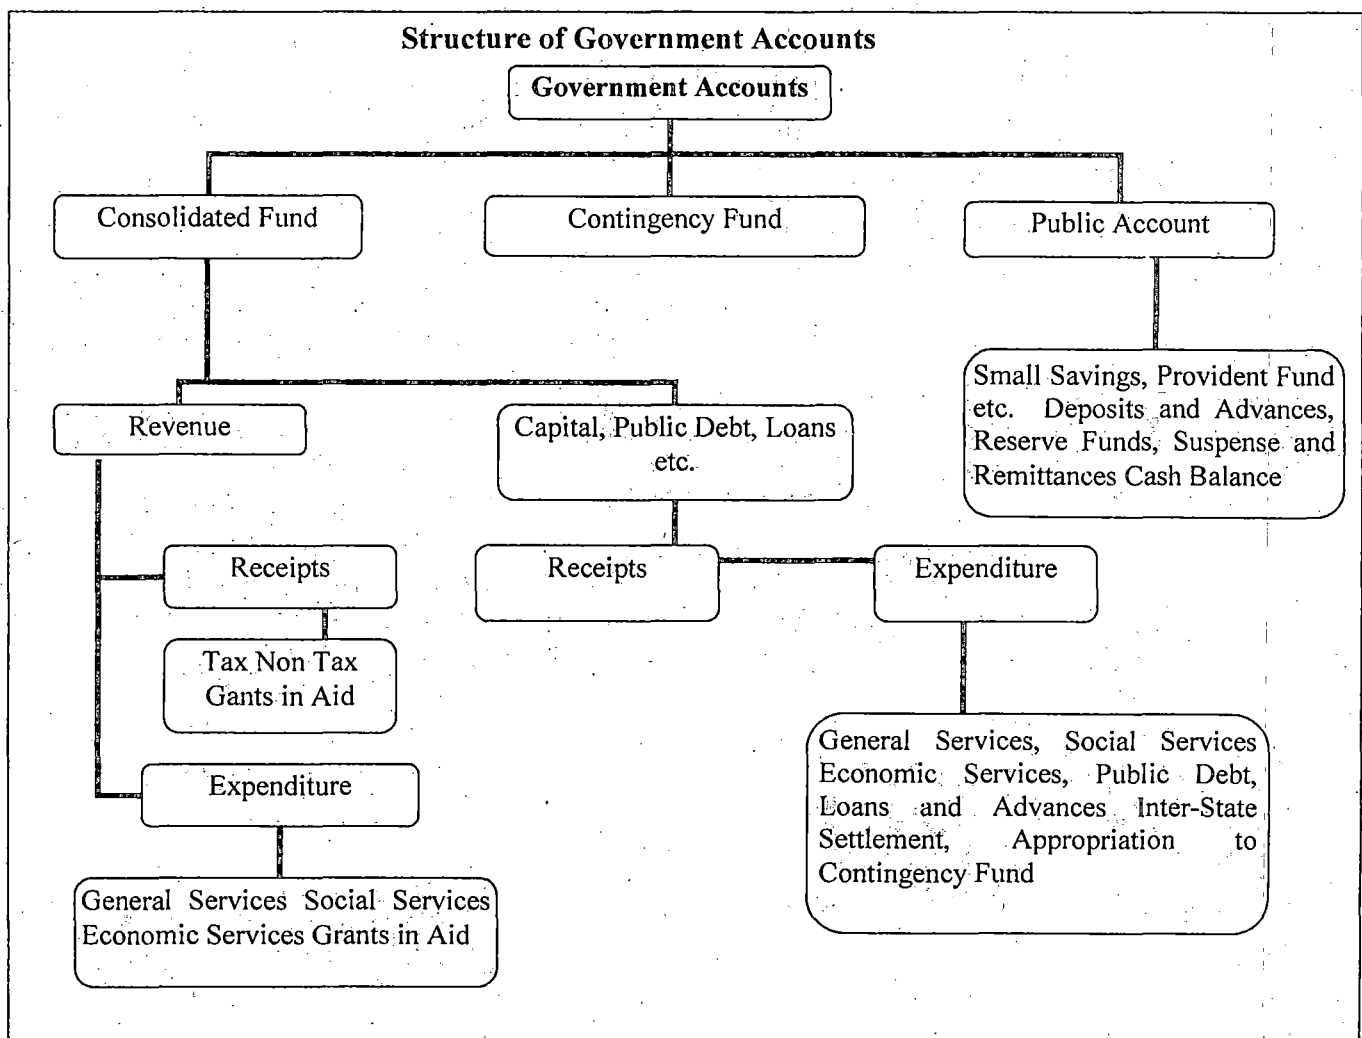 Structure of Government Accounts
Government Accounts
Consolidated Fund
Contingency Fund
Public Account
Small Savings, Provident Fund
etc. Deposits and Advances,
Reserve Funds, Suspense and
Remittances Cash Balance
Revenue
Capital, Public Debt, Loans
etc.
Receipts
Receipts
Expenditure
Tax Non Tax
Gants in Aid
Expenditure
General Services, Social Services
Economic Services, Public Debt,
Loans and Advances Inter-State
Settlement, Appropriation to
Contingency Fund
General Services Social Services
Economic Services Grants in Aid